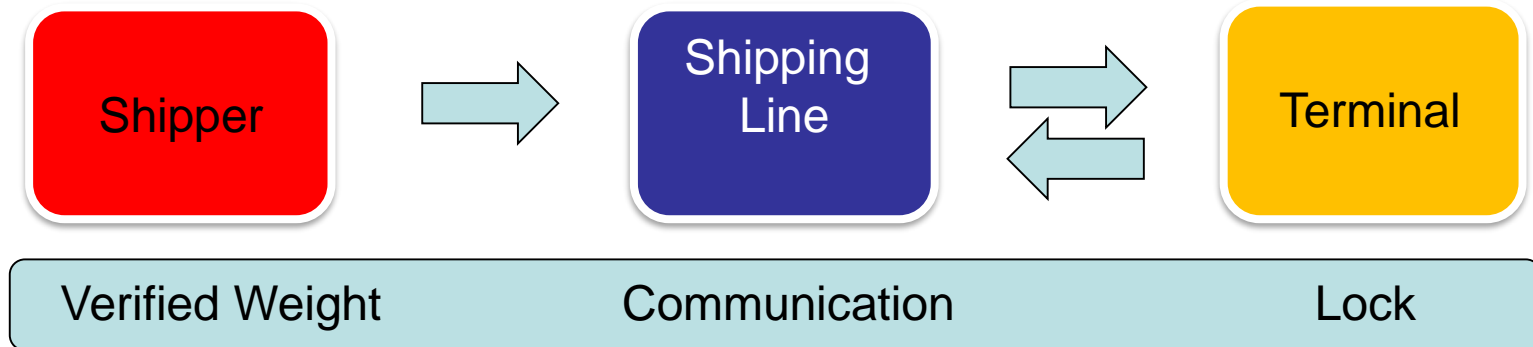 Shipper
Shipping
Line
Terminal
Verified Weight
Communication
Lock